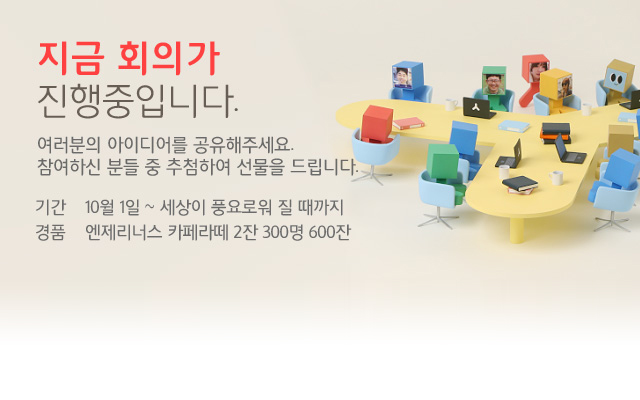 지금 회의가
진행중입니다.
여러분의 아이디어를 공유해주세요.
참여하신 분들 중 추첨하여 선물을 드립니다.
기간 10월 1일 ~ 세상이 풍요로워 질 때까지
경품 엔제리너스 카페라떼 2잔 300명 600잔